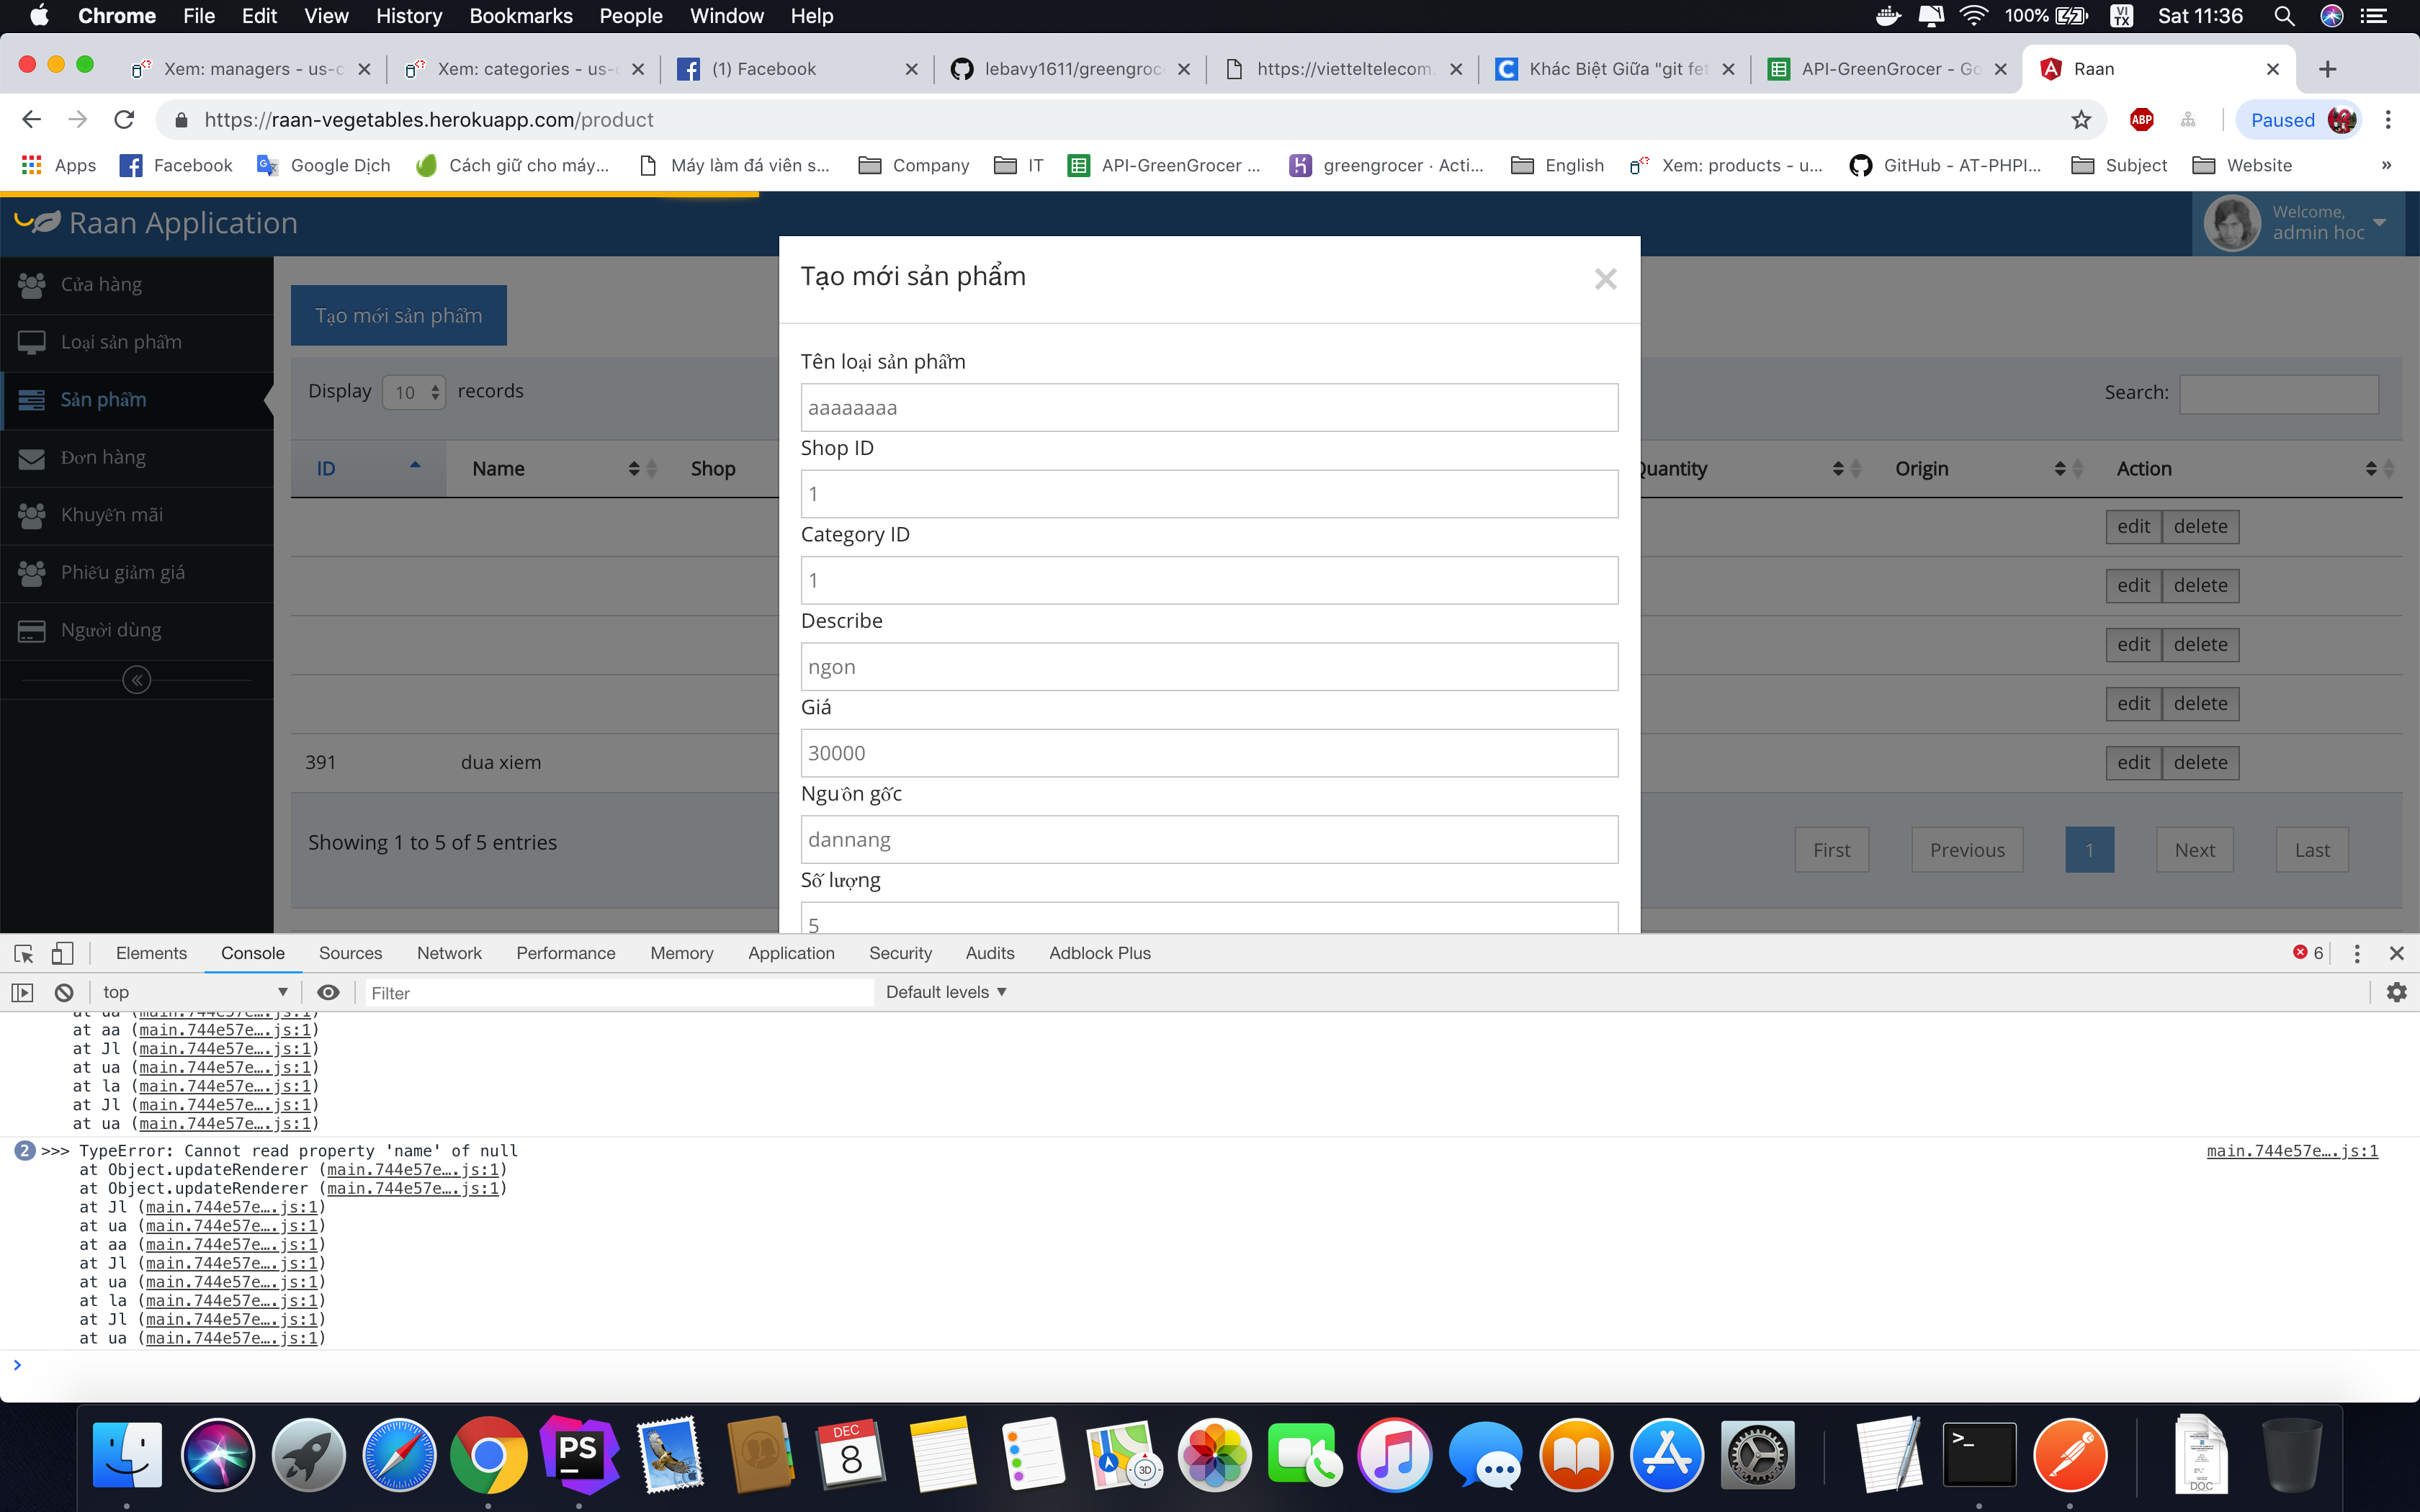 Chrome File Edit View History Bookmarks People Window Help
100% VI TX Sat 11:36
Xem: managers - us-c
Xem: categories - us-c
(1) Facebook
lebavy1611/greengroc
https://vietteltelecom.
Khác Biệt Giữa "git fet
API-GreenGrocer - Go
Raan
https://raan-vegetables.herokuapp.com/product
ABP
Paused
Apps
Facebook
Google Dịch
Cách giữ cho máy...
Máy làm đá viên s...
Company
IT
API-GreenGrocer ...
greengrocer · Acti...
English
Xem: products - u...
GitHub - AT-PHPI...
Subject
Website
»
Raan Application
Welcome,
admin hoc
Cửa hàng
Loại sản phẩm
Sản phẩm
Đơn hàng
Khuyến mãi
Phiếu giảm giá
Người dùng
Tạo mới sản phẩm
Display 10 records
Search:
ID Name Shop Quantity Origin Action
edit delete
edit delete
edit delete
edit delete
391 dua xiem edit delete
Showing 1 to 5 of 5 entries
First Previous 1 Next Last
Tạo mới sản phẩm
×
Tên loại sản phẩm
aaaaaaaa
Shop ID
1
Category ID
1
Describe
ngon
Giá
30000
Nguồn gốc
dannang
Số lượng
5
Elements Console Sources Network Performance Memory Application Security Audits Adblock Plus
6
top Filter Default levels ▼
at ua (main.744e57e….js:1)
at aa (main.744e57e….js:1)
at Jl (main.744e57e….js:1)
at ua (main.744e57e….js:1)
at la (main.744e57e….js:1)
at Jl (main.744e57e….js:1)
at ua (main.744e57e….js:1)
2 >>> TypeError: Cannot read property 'name' of null main.744e57e….js:1
at Object.updateRenderer (main.744e57e….js:1)
at Object.updateRenderer (main.744e57e….js:1)
at Jl (main.744e57e….js:1)
at ua (main.744e57e….js:1)
at aa (main.744e57e….js:1)
at Jl (main.744e57e….js:1)
at ua (main.744e57e….js:1)
at la (main.744e57e….js:1)
at Jl (main.744e57e….js:1)
at ua (main.744e57e….js:1)
PS
DEC
8
3D
>_
DOC